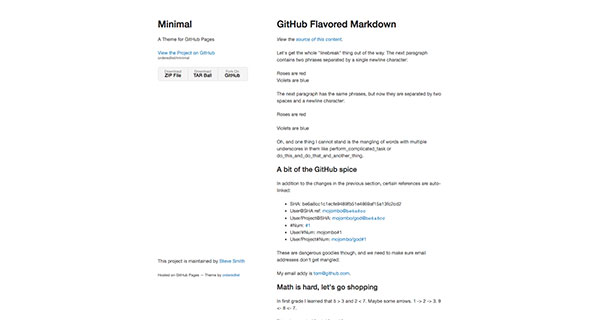 Minimal
A Theme for GitHub Pages
View the Project on GitHub
orderedlist/minimal
Download
ZIP File
Download
TAR Ball
Fork On
GitHub
This project is maintained by Steve Smith
Hosted on GitHub Pages — Theme by orderedlist
GitHub Flavored Markdown
View the source of this content.
Let's get the whole "linebreak" thing out of the way. The next paragraph
contains two phrases separated by a single newline character:
Roses are red
Violets are blue
The next paragraph has the same phrases, but now they are separated by two
spaces and a newline character:
Roses are red
Violets are blue
Oh, and one thing I cannot stand is the mangling of words with multiple
underscores in them like perform_complicated_task or
do_this_and_do_that_and_another_thing.
A bit of the GitHub spice
In addition to the changes in the previous section, certain references are auto-
linked:
SHA:
User@SHA ref: mojombo@be6a8cc
User/Project@SHA: mojombo/god@be6a8cc
#Num: #1
User/#Num: mojombo#1
User/Project#Num: mojombo/god#1
These are dangerous goodies though, and we need to make sure email
addresses don't get mangled:
My email addy is tom@github.com.
Math is hard, let's go shopping
In first grade I learned that 5 > 3 and 2 < 7. Maybe some arrows. 1 -> 2 -> 3. 9
<- 8 <- 7.